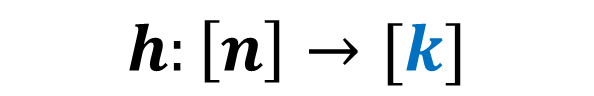 h: [n] → [k]